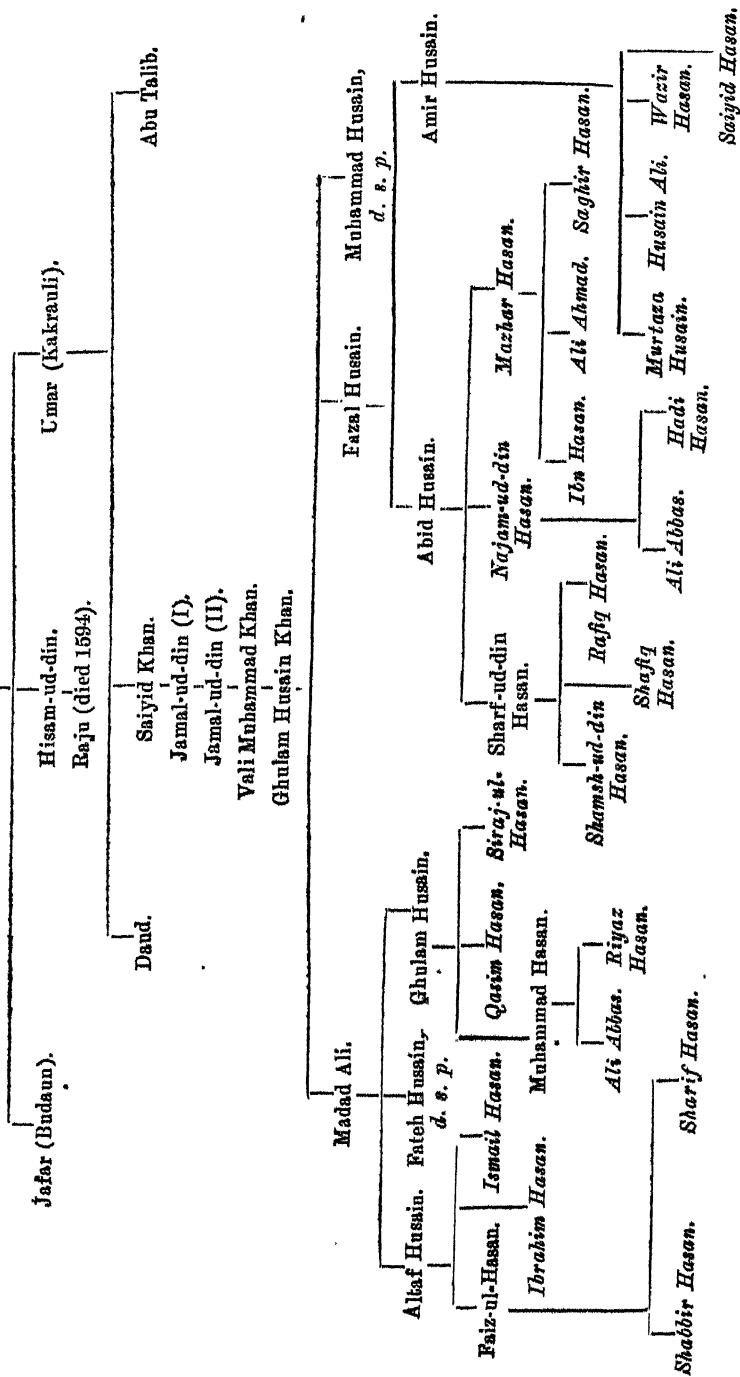 Jafar (Budaun).
Hisam-ud-din.
Umar (Kakrauli).
Raju (died 1594).
Daud.
Saiyid Khan.
Abu Talib.
Jamal-ud-din (I).
Jamal-ud-din (II).
Vali Muhammad Khan.
Ghulam Husain Khan.
Madad Ali.
Fazal Husain.
Muhammad Husain,
d. s. p.
Altaf Husain.
Fateh Husain,
d. s. p.
Ghulam Husain.
Abid Husain.
Amir Husain.
Faiz-ul-Hasan.
Ismail Hasan.
Qasim Hasan.
Siraj-ul-
Hasan.
Sharf-ud-din
Hasan.
Najam-ud-din
Hasan.
Mazhar Hasan.
Ibrahim Hasan.
Muhammad Hasan.
Shamsh-ud-din
Hasan.
Rafiq Hasan.
Ibn Hasan.
Ali Ahmad.
Saghir Hasan.
Ali Abbas.
Riyaz
Hasan.
Shafiq
Hasan.
Ali Abbas.
Hadi
Hasan.
Murtaza
Husain.
Husain Ali.
Wazir
Hasan.
Shabbir Hasan.
Sharif Hasan.
Saiyid Hasan.